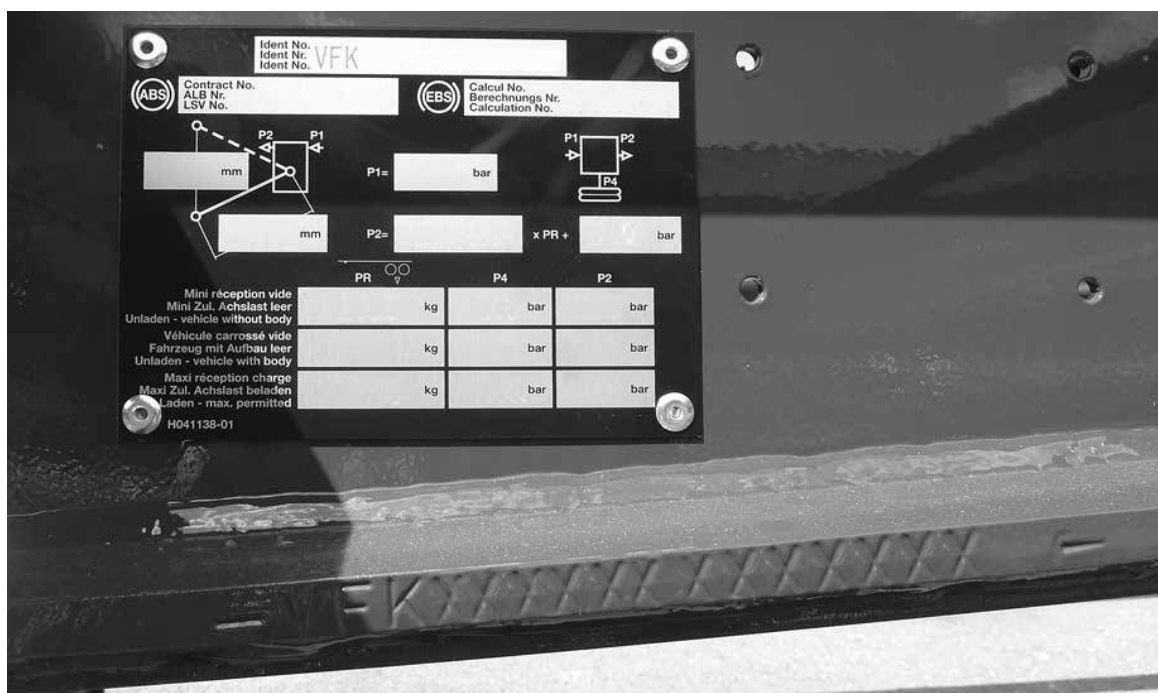 Ident No.
Ident Nr.
Ident No.
VFK
ABS
Contract No.
ALB Nr.
LSV No.
EBS
Calcul No.
Berechnungs Nr.
Calculation No.
P2 P1
mm
P1= bar
P1 P2
P4
mm
P2= x PR + bar
PR P4 P2
Mini réception vide
Mini Zul. Achslast leer
Unladen - vehicle without body
kg bar bar
Véhicule carrossé vide
Fahrzeug mit Aufbau leer
Unladen - vehicle with body
kg bar bar
Maxi réception charge
Maxi Zul. Achslast beladen
Laden - max. permitted
kg bar bar
H041138-01
VFK